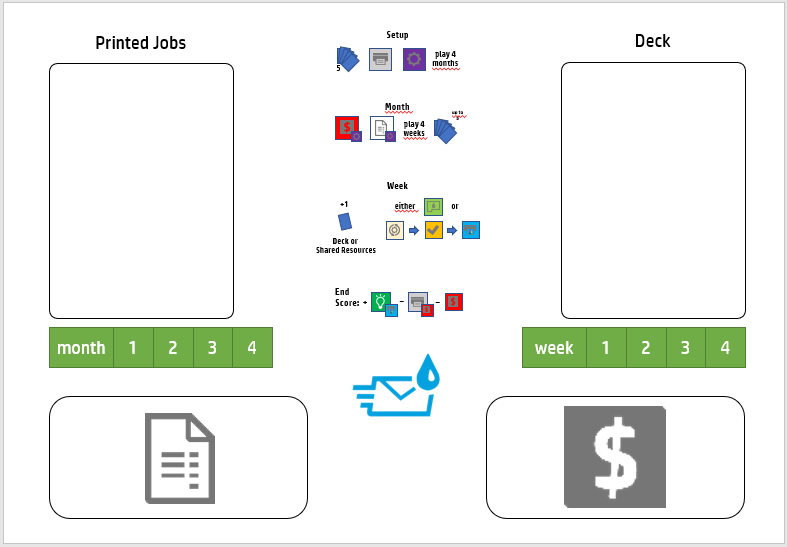 Printed Jobs
Setup
Deck
5
play 4
months
Month
play 4
weeks
up to
Week
+1
either
or
Deck or
Shared Resources
End
Score: + - -
month 1 2 3 4
week 1 2 3 4
$